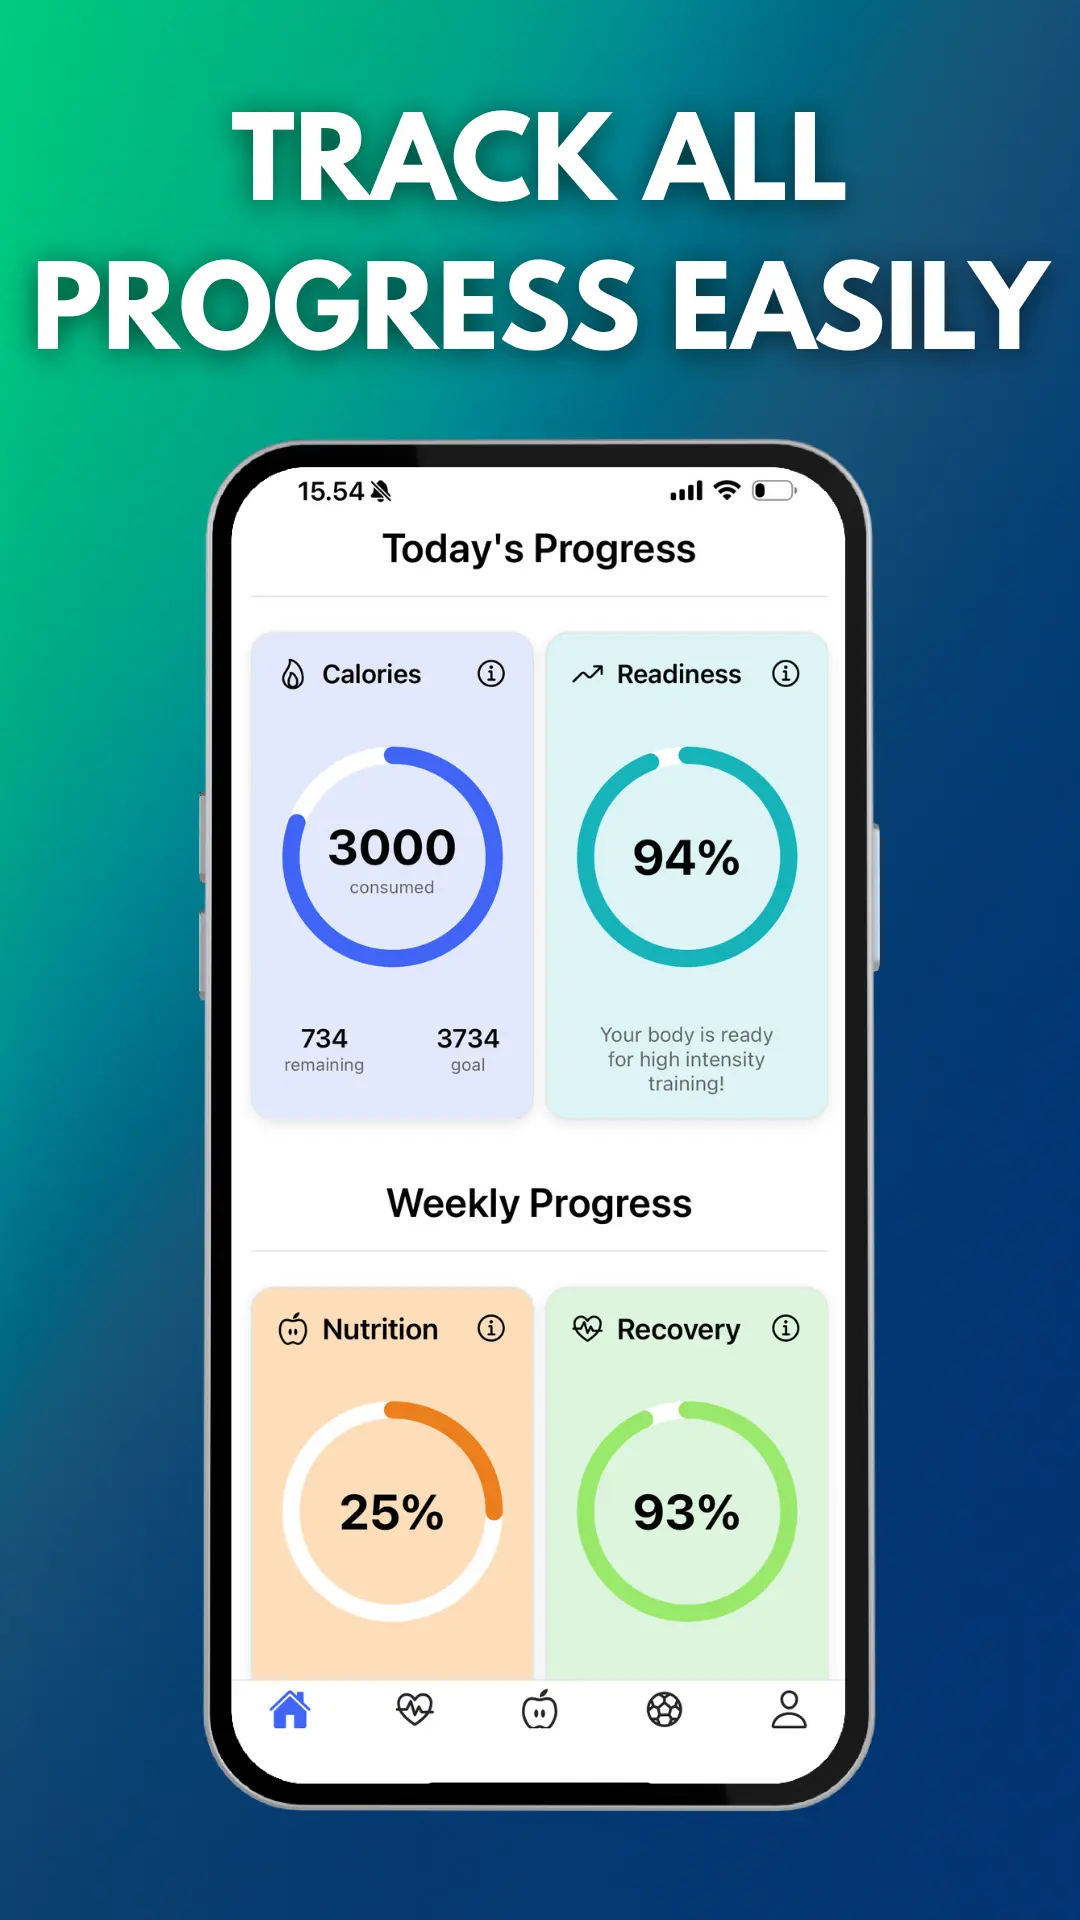 TRACK ALL
PROGRESS EASILY
15.54
Today's Progress
Calories
Readiness
3000
consumed
94%
734
remaining
3734
goal
Your body is ready
for high intensity
training!
Weekly Progress
Nutrition
Recovery
25%
93%